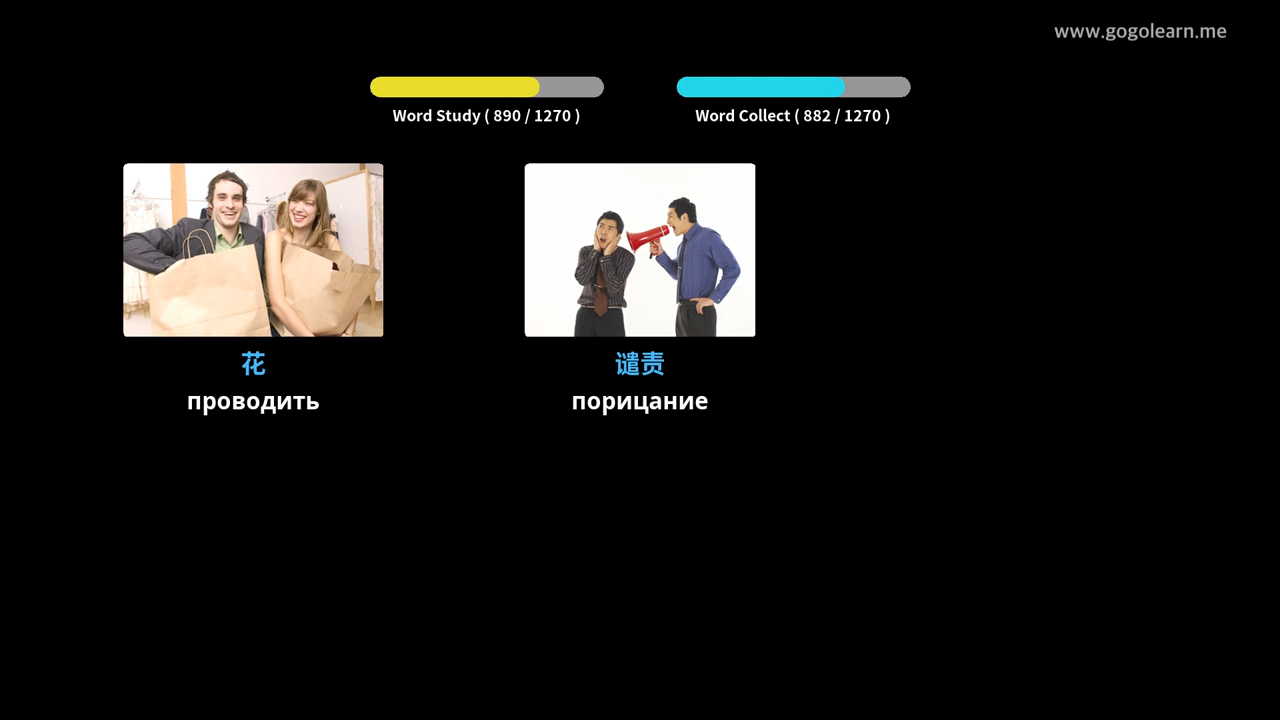 www.gogolearn.me
Word Study ( 890 / 1270 )
Word Collect ( 882 / 1270 )
花
проводить
谴责
порицание